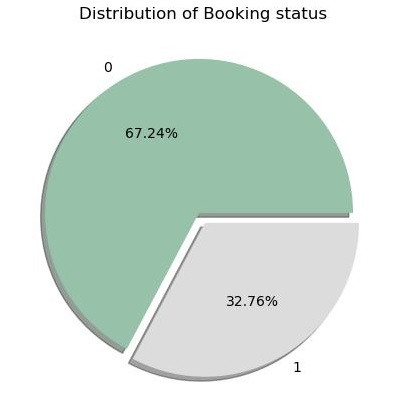 Distribution of Booking status
0
67.24%
32.76%
1